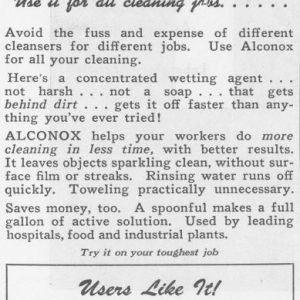 Use it for all cleaning jobs. . . . . .
Avoid the fuss and expense of different
cleansers for different jobs. Use Alconox
for all your cleaning.
Here's a concentrated wetting agent . . .
not harsh . . . not a soap . . . that gets
behind dirt . . . gets it off faster than any-
thing you've ever tried!
ALCONOX helps your workers do more
cleaning in less time, with better results.
It leaves objects sparkling clean, without sur-
face film or streaks. Rinsing water runs off
quickly. Toweling practically unnecessary.
Saves money, too. A spoonful makes a full
gallon of active solution. Used by leading
hospitals, food and industrial plants.
Try it on your toughest job
Users Like It!